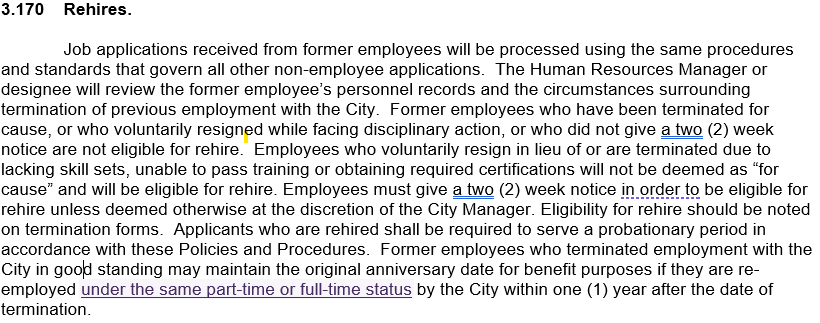 3.170 Rehires.
Job applications received from former employees will be processed using the same procedures
and standards that govern all other non-employee applications. The Human Resources Manager or
designee will review the former employee's personnel records and the circumstances surrounding
termination of previous employment with the City. Former employees who have been terminated for
cause, or who voluntarily resigned while facing disciplinary action, or who did not give a two (2) week
notice are not eligible for rehire. Employees who voluntarily resign in lieu of or are terminated due to
lacking skill sets, unable to pass training or obtaining required certifications will not be deemed as “for
cause” and will be eligible for rehire. Employees must give a two (2) week notice in order to be eligible for
rehire unless deemed otherwise at the discretion of the City Manager. Eligibility for rehire should be noted
on termination forms. Applicants who are rehired shall be required to serve a probationary period in
accordance with these Policies and Procedures. Former employees who terminated employment with the
City in good standing may maintain the original anniversary date for benefit purposes if they are re-
employed under the same part-time or full-time status by the City within one (1) year after the date of
termination.